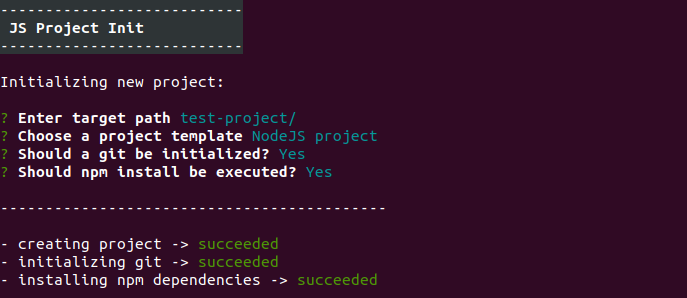 ---------------------------
JS Project Init
---------------------------
Initializing new project:
? Enter target path test-project/
? Choose a project template NodeJS project
? Should a git be initialized? Yes
? Should npm install be executed? Yes
-------------------------------------------
- creating project -> succeeded
- initializing git -> succeeded
- installing npm dependencies -> succeeded